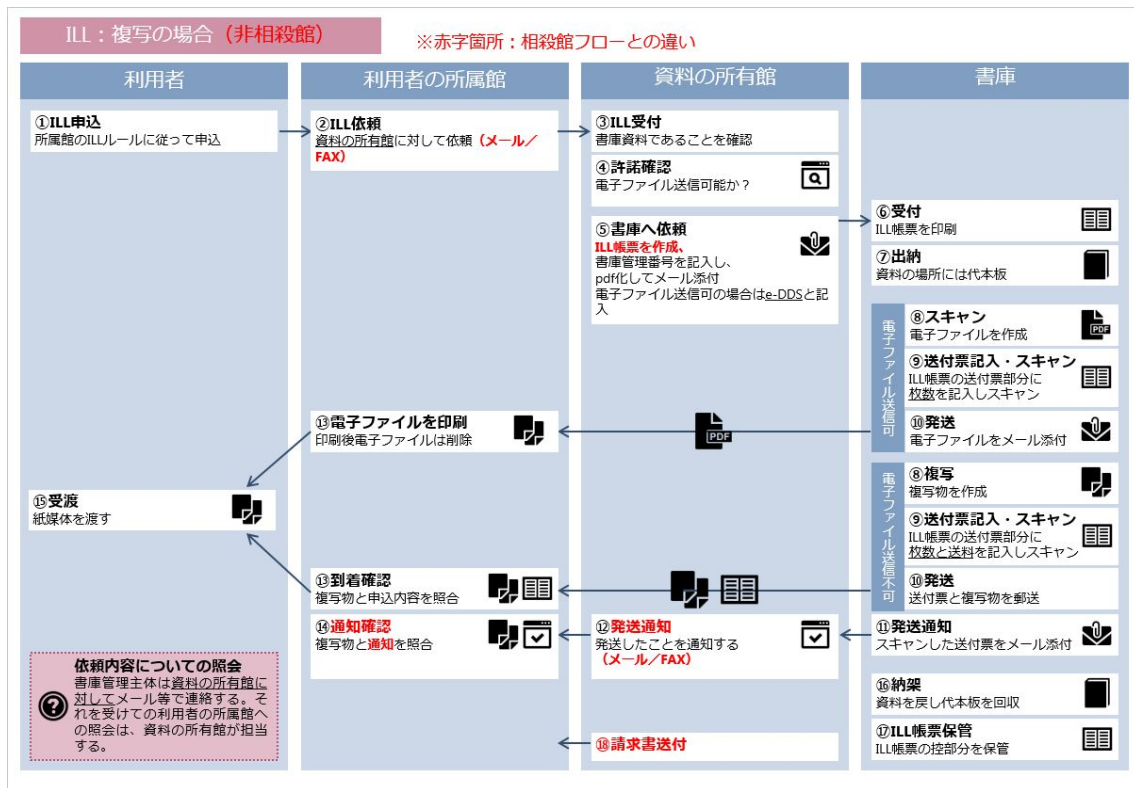 ILL：複写の場合（非相殺館）
※赤字箇所：相殺館フローとの違い
利用者
利用者の所属館
資料の所有館
書庫
①ILL申込
所属館のILLルールに従って申込
②ILL依頼
資料の所有館に対して依頼（メール／
FAX）
③ILL受付
書庫資料であることを確認
④許諾確認
電子ファイル送信可能か？
⑤書庫へ依頼
ILL帳票を作成、
書庫管理番号を記入し、
pdf化してメール添付
電子ファイル送信可の場合はe-DDSと記
入
⑥受付
ILL帳票を印刷
⑦出納
資料の場所には代本板
電子ファイル送信可
⑧スキャン
電子ファイルを作成
PDF
⑨送付票記入・スキャン
ILL帳票の送付票部分に
枚数を記入しスキャン
⑩発送
電子ファイルをメール添付
PDF
⑬電子ファイルを印刷
印刷後電子ファイルは削除
⑮受渡
紙媒体を渡す
電子ファイル送信不可
⑧複写
複写物を作成
⑨送付票記入・スキャン
ILL帳票の送付票部分に
枚数と送料を記入しスキャン
⑩発送
送付票と複写物を郵送
⑬到着確認
複写物と申込内容を照合
⑭通知確認
複写物と通知を照合
⑫発送通知
発送したことを通知する
（メール／FAX）
⑪発送通知
スキャンした送付票をメール添付
⑯納架
資料を戻し代本板を回収
⑰ILL帳票保管
ILL帳票の控部分を保管
⑱請求書送付
依頼内容についての照会
書庫管理主体は資料の所有館に
対してメール等で連絡する。そ
れを受けての利用者の所属館へ
の照会は、資料の所有館が担当
する。